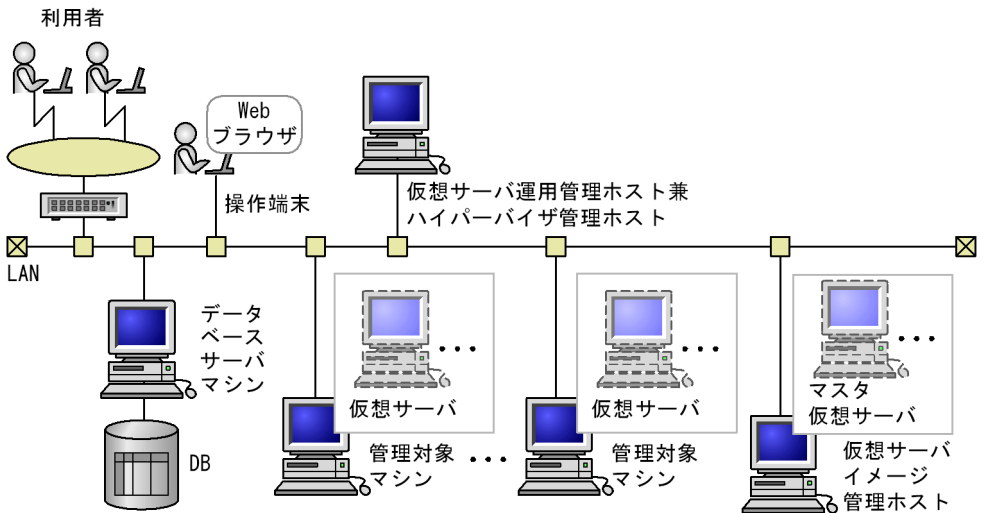 利用者
Web
ブラウザ
操作端末
仮想サーバ運用管理ホスト兼
ハイパーバイザ管理ホスト
LAN
データ
ベース
サーバ
マシン
DB
・・・
仮想サーバ
管理対象
マシン
・・・
・・・
仮想サーバ
管理対象
マシン
・・・
マスタ
仮想サーバ
仮想サーバ
イメージ
管理ホスト